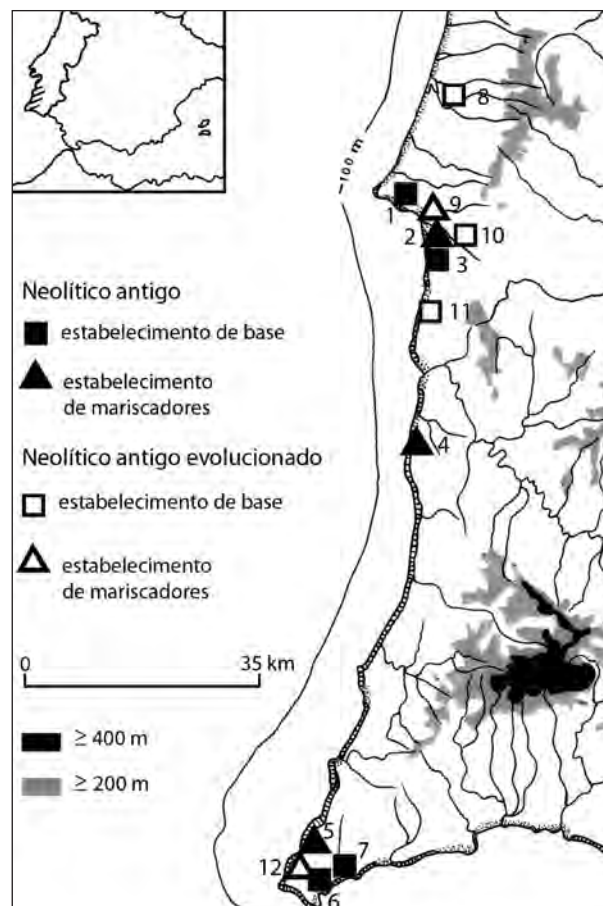 –100 m
8
9
1
2
10
3
Neolítico antigo
estabelecimento de base
11
estabelecimento
de mariscadores
4
Neolítico antigo evolucionado
estabelecimento de base
estabelecimento
de mariscadores
0 35 km
≥ 400 m
≥ 200 m
5
7
12
6